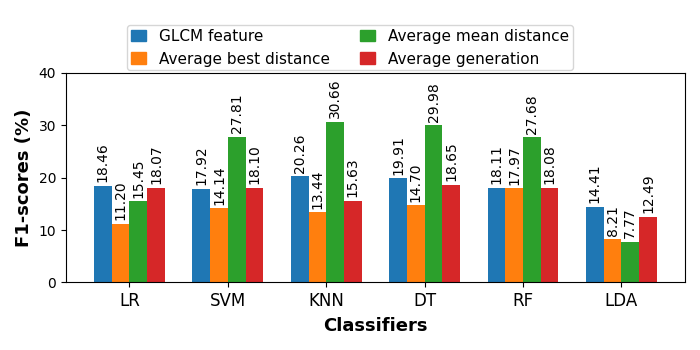 GLCM feature
Average best distance
Average mean distance
Average generation
F1-scores (%)
40
30
20
10
0
18.46
11.20
15.45
18.07
17.92
14.14
27.81
18.10
20.26
13.44
30.66
15.63
19.91
14.70
29.98
18.65
18.11
17.97
27.68
18.08
14.41
8.21
7.77
12.49
LR
SVM
KNN
DT
RF
LDA
Classifiers